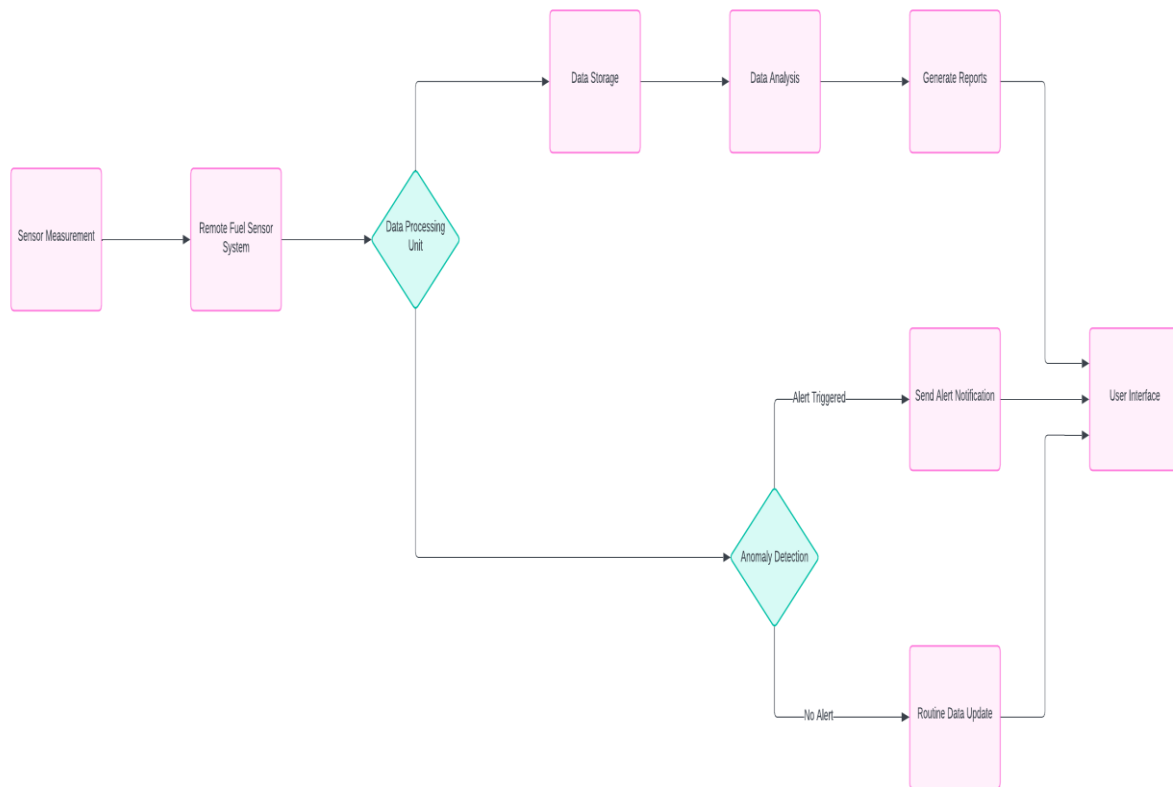 Data Storage
Data Analysis
Generate Reports
Sensor Measurement
Remote Fuel Sensor
System
Data Processing
Unit
Alert Triggered
Send Alert Notification
User Interface
Anomaly Detection
No Alert
Routine Data Update